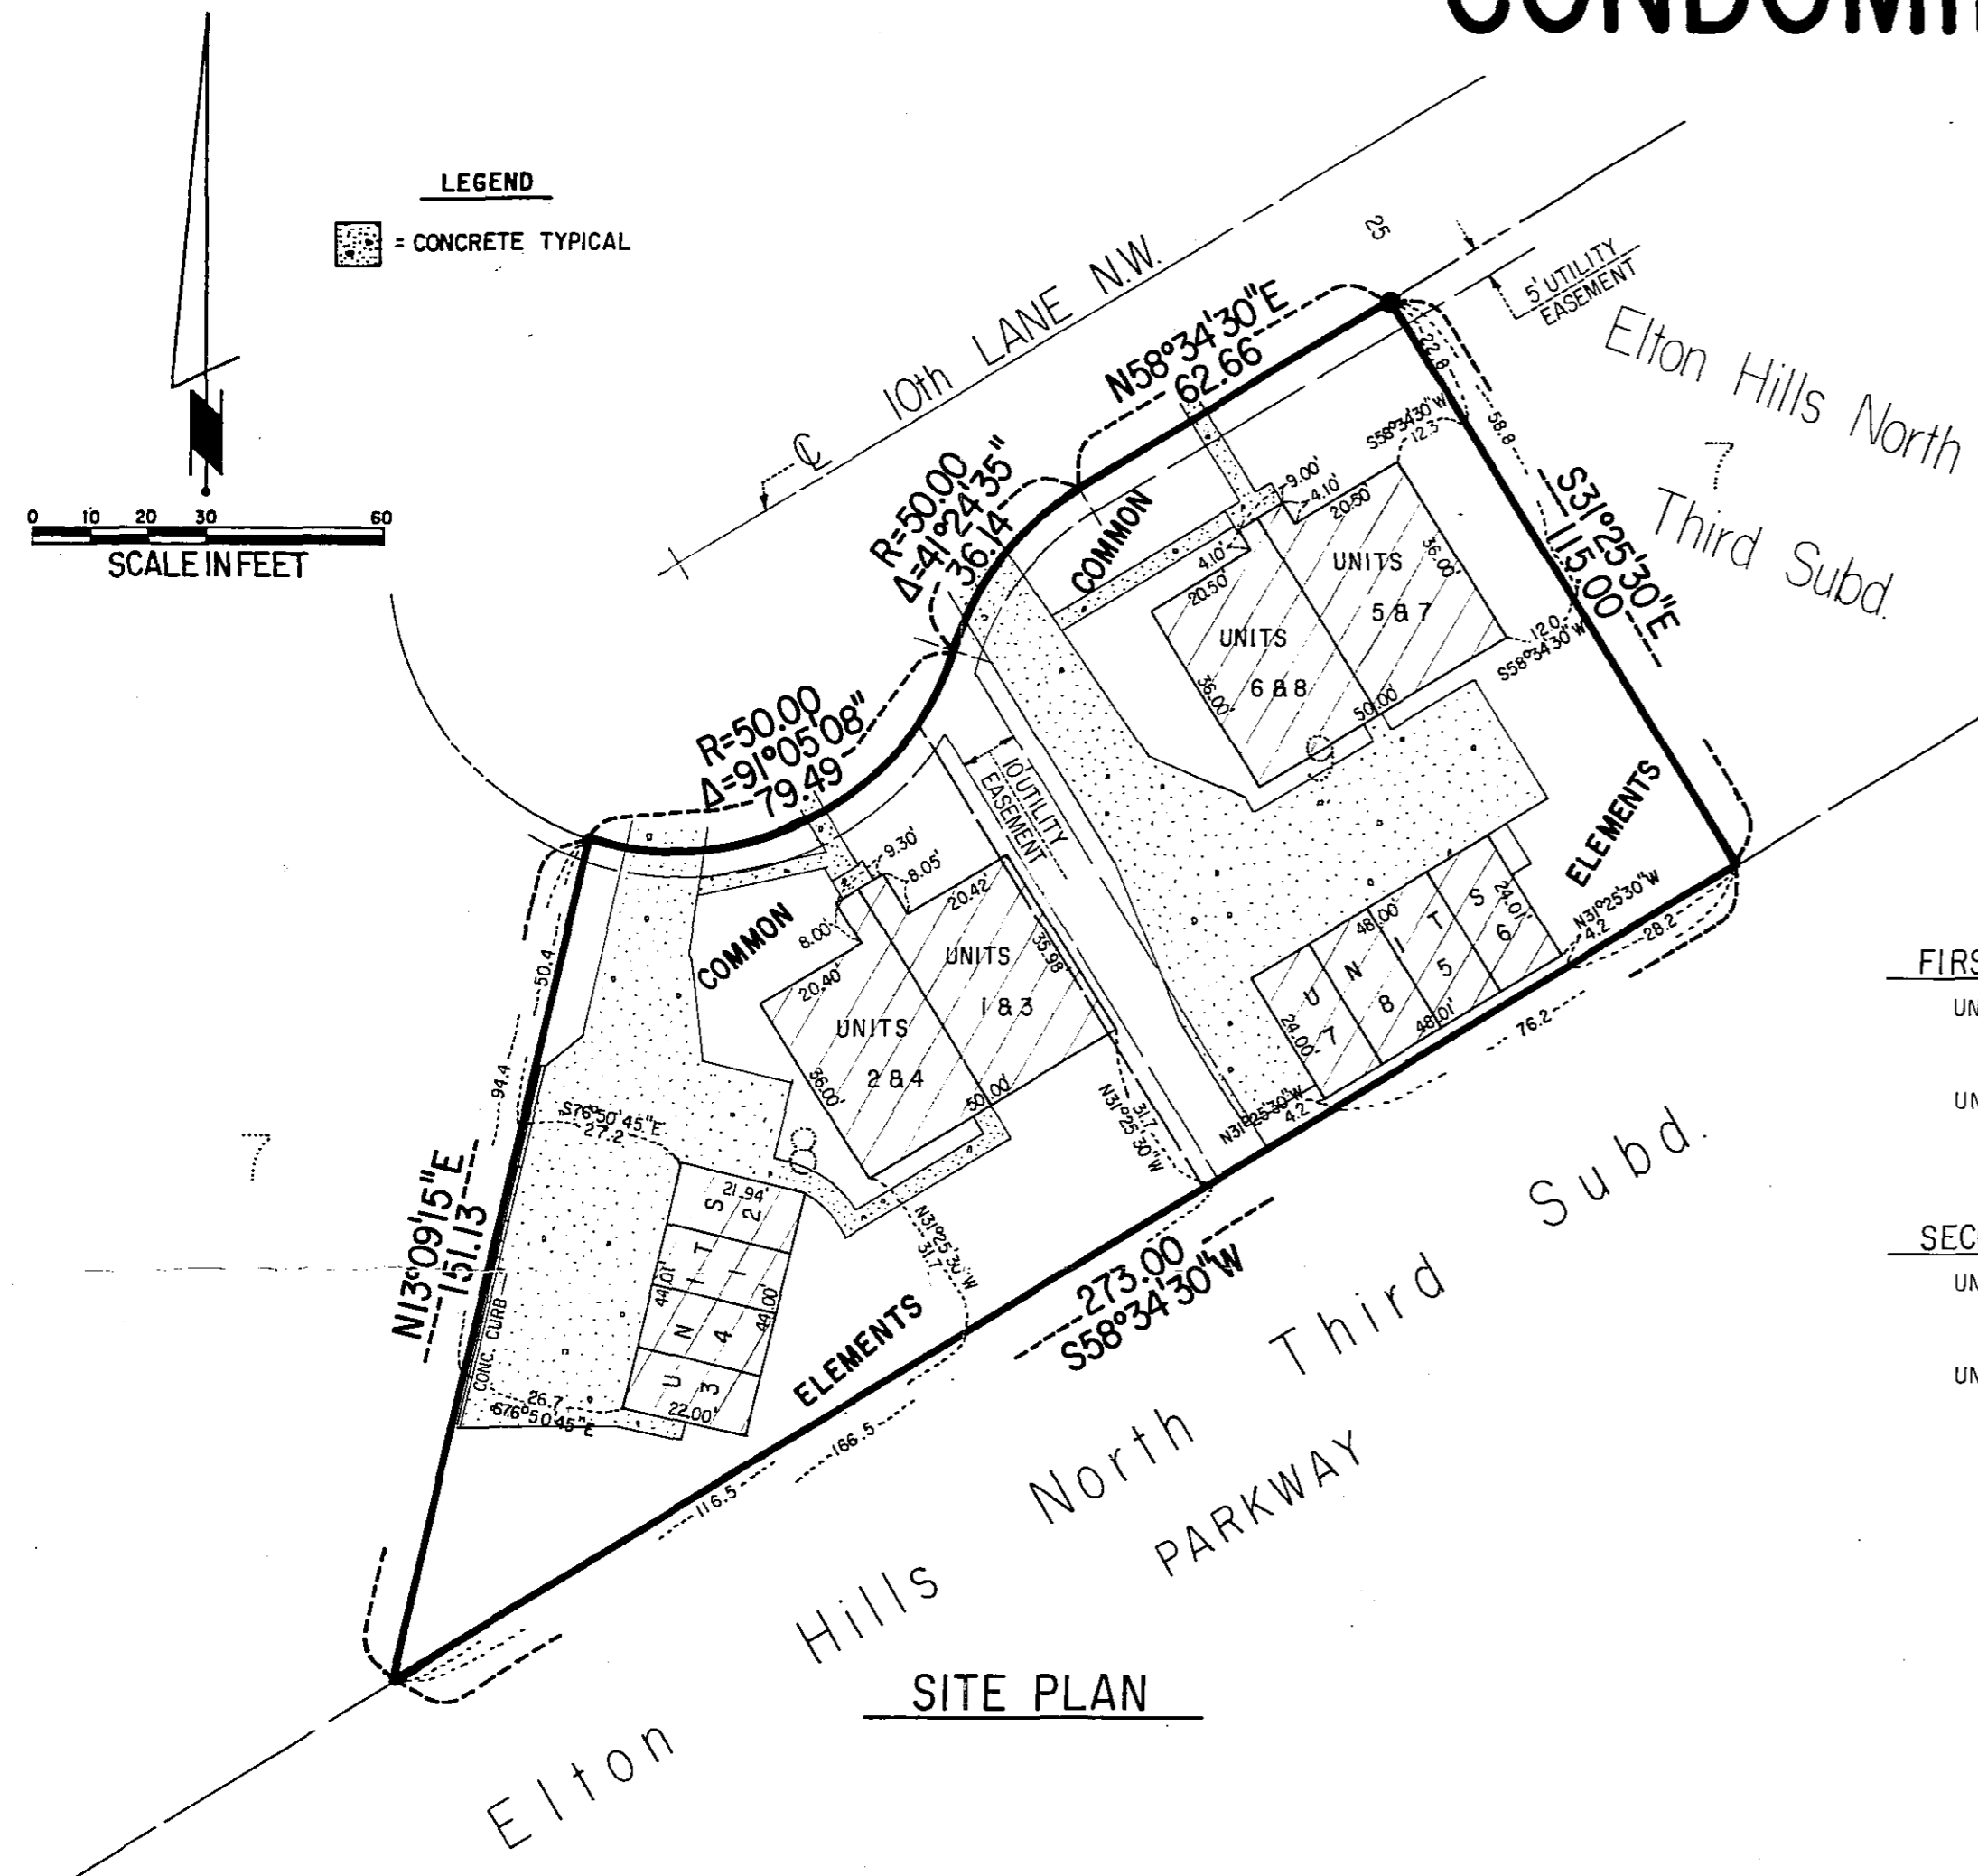 LEGEND
= CONCRETE TYPICAL
0 10 20 30 60
SCALE IN FEET
10th LANE N.W.
℄
25
5' UTILITY
EASEMENT
Elton Hills North
7
Third Subd.
N58°34'30"E
62.66
R=50.00
Δ=41°24'35"
36.14
R=50.00
Δ=91°05'08"
79.49
S31°25'30"E
115.00
22.8
58.8
S58°34'30"W
12.3
12.0
S58°34'30"W
COMMON
9.00'
4.10'
20.50'
4.10'
20.50'
36.00'
36.00'
50.00'
UNITS
5 & 7
UNITS
6 & 8
10' UTILITY
EASEMENT
ELEMENTS
N31°25'30"W
4.2
28.2
76.2
48.00'
24.01'
24.00'
48.01'
UNITS
7 8 5 6
N31°25'30"W
4.2
COMMON
9.30'
8.05'
8.00'
20.42'
20.40'
35.98
36.00'
50.00'
UNITS
1 & 3
UNITS
2 & 4
31.7
N31°25'30"W
N31°25'30"W
31.7
50.4
94.4
S76°50'45"E
27.2
7
N13°09'15"E
151.13
CONC. CURB
21.94'
44.01'
44.00'
22.00'
UNITS
2 1 4 3
26.7
S76°50'45"E
ELEMENTS
273.00
S58°34'30"W
166.5
116.5
Elton Hills North Third Subd.
PARKWAY
SITE PLAN